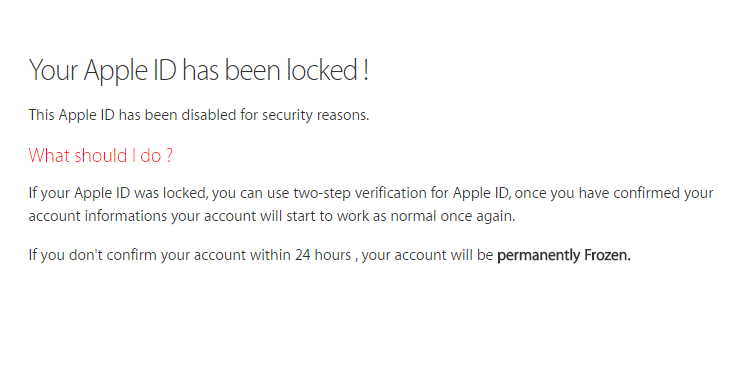 Your Apple ID has been locked !
This Apple ID has been disabled for security reasons.
What should I do ?
If your Apple ID was locked, you can use two-step verification for Apple ID, once you have confirmed your
account informations your account will start to work as normal once again.
If you don't confirm your account within 24 hours , your account will be permanently Frozen.